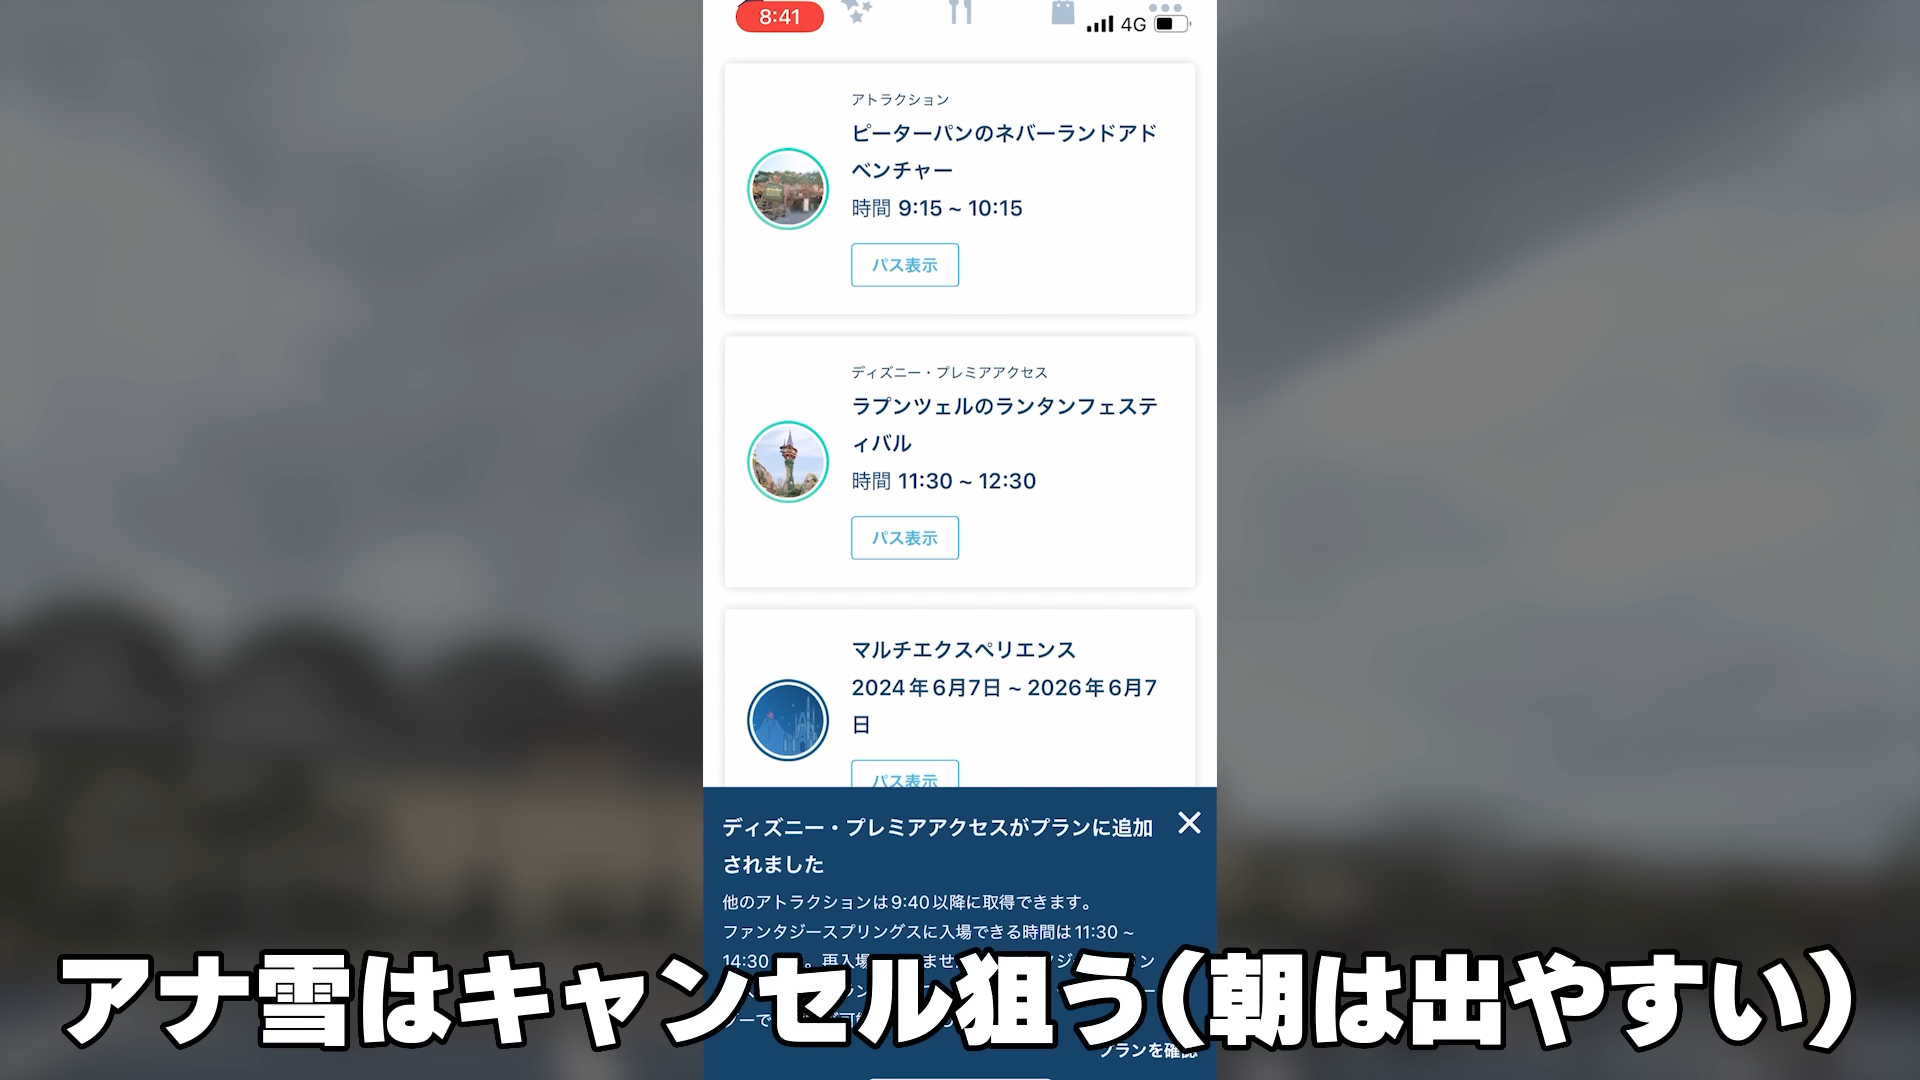 8:41
4G
アトラクション
ピーターパンのネバーランドアド
ベンチャー
時間 9:15 ~ 10:15
パス表示
ディズニー・プレミアアクセス
ラプンツェルのランタンフェステ
ィバル
時間 11:30 ~ 12:30
パス表示
マルチエクスペリエンス
2024年6月7日 ~ 2026年6月7
日
パス表示
ディズニー・プレミアアクセスがプランに追加
されました
他のアトラクションは9:40以降に取得できます。
ファンタジースプリングスに入場できる時間は11:30 ~
14:30
アナ雪はキャンセル狙う(朝は出やすい)
プランを確認